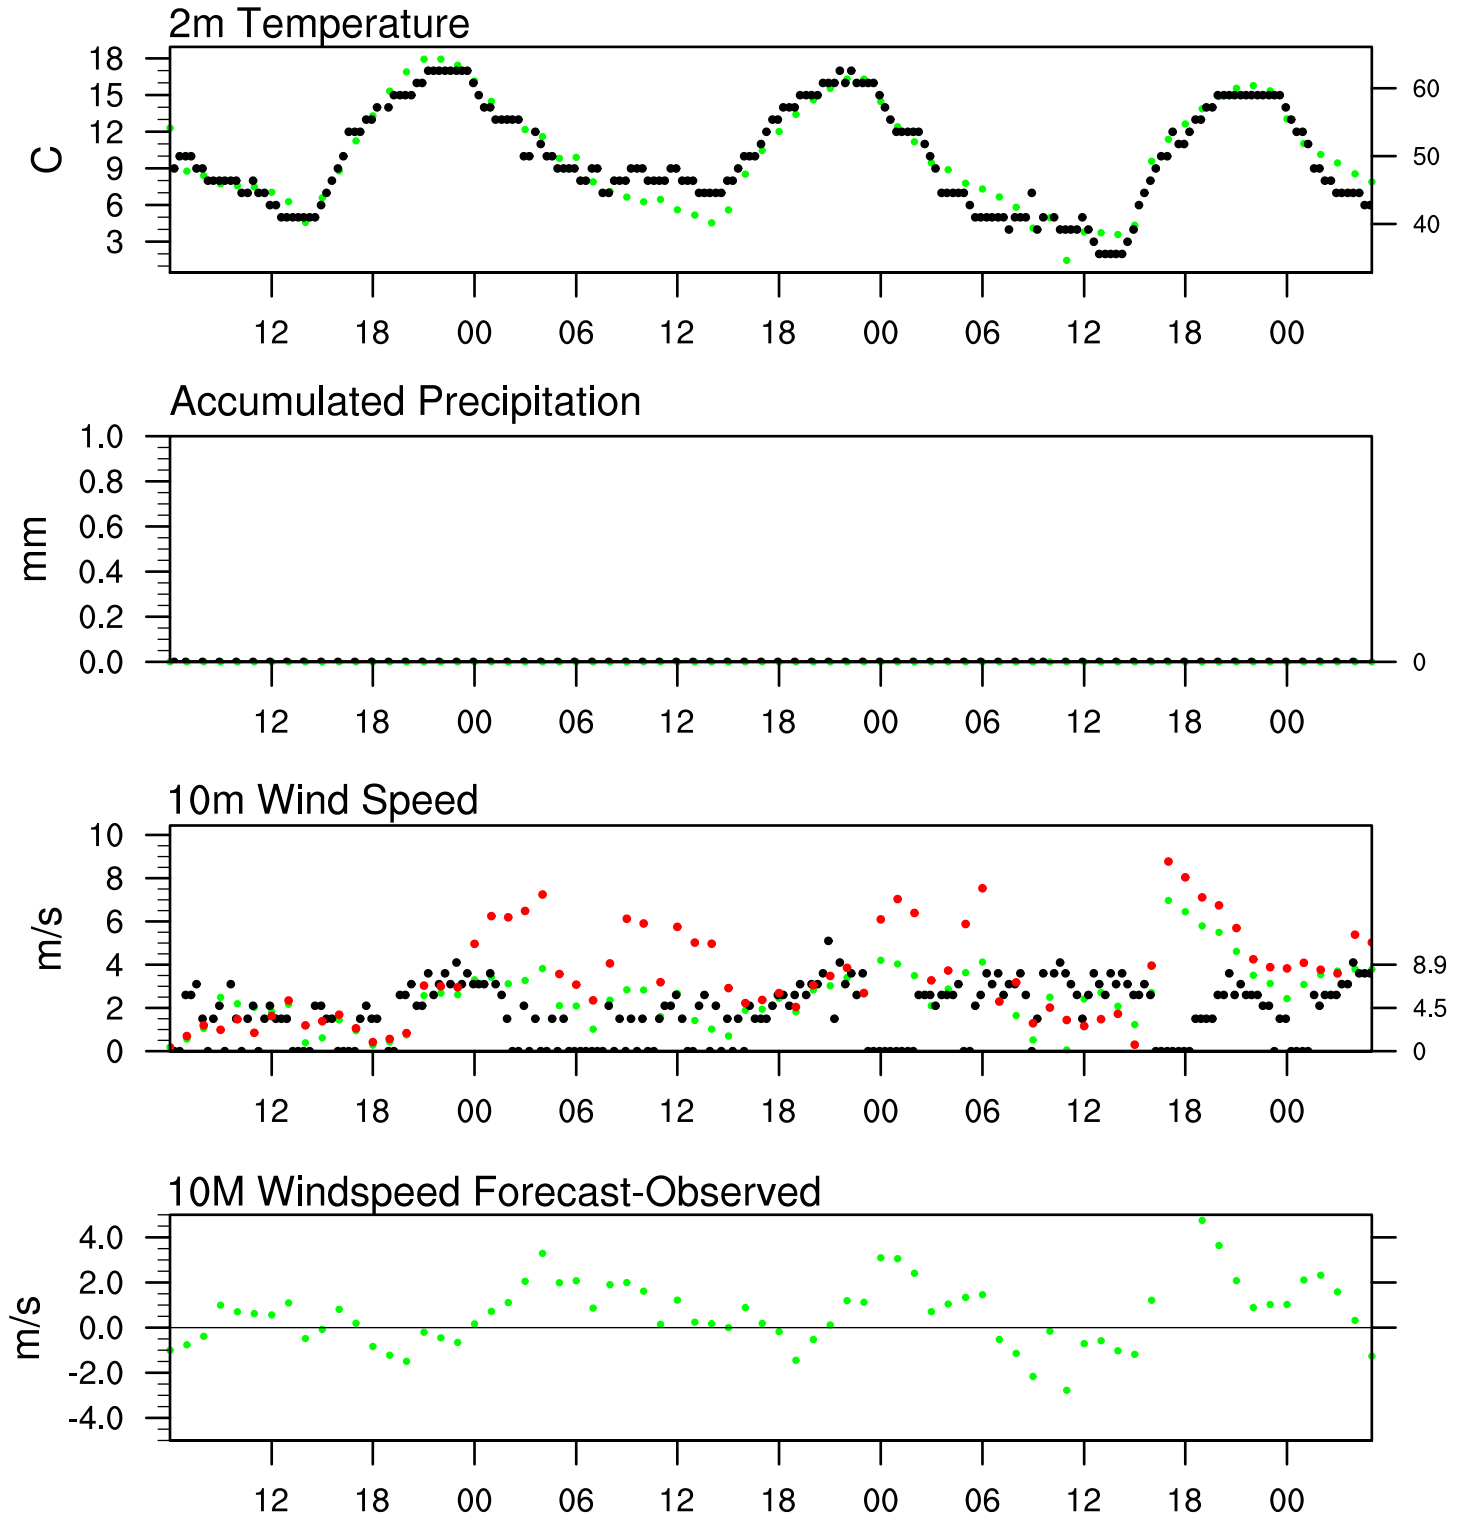 2m Temperature
18
15
12
9
6
3
C
60
50
40
12 18 00 06 12 18 00 06 12 18 00
Accumulated Precipitation
1.0
0.8
0.6
0.4
0.2
0.0
mm
0
12 18 00 06 12 18 00 06 12 18 00
10m Wind Speed
10
8
6
4
2
0
m/s
8.9
4.5
0
12 18 00 06 12 18 00 06 12 18 00
10M Windspeed Forecast-Observed
4.0
2.0
0.0
-2.0
-4.0
m/s
12 18 00 06 12 18 00 06 12 18 00